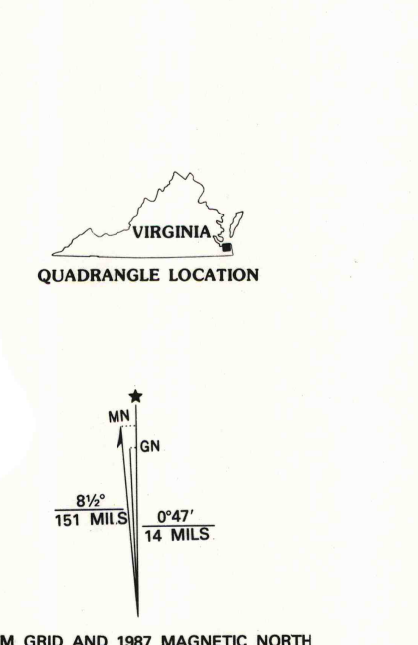 VIRGINIA
QUADRANGLE LOCATION
MN
GN
8½°
151 MILS
0°47′
14 MILS
M GRID AND 1987 MAGNETIC NORTH